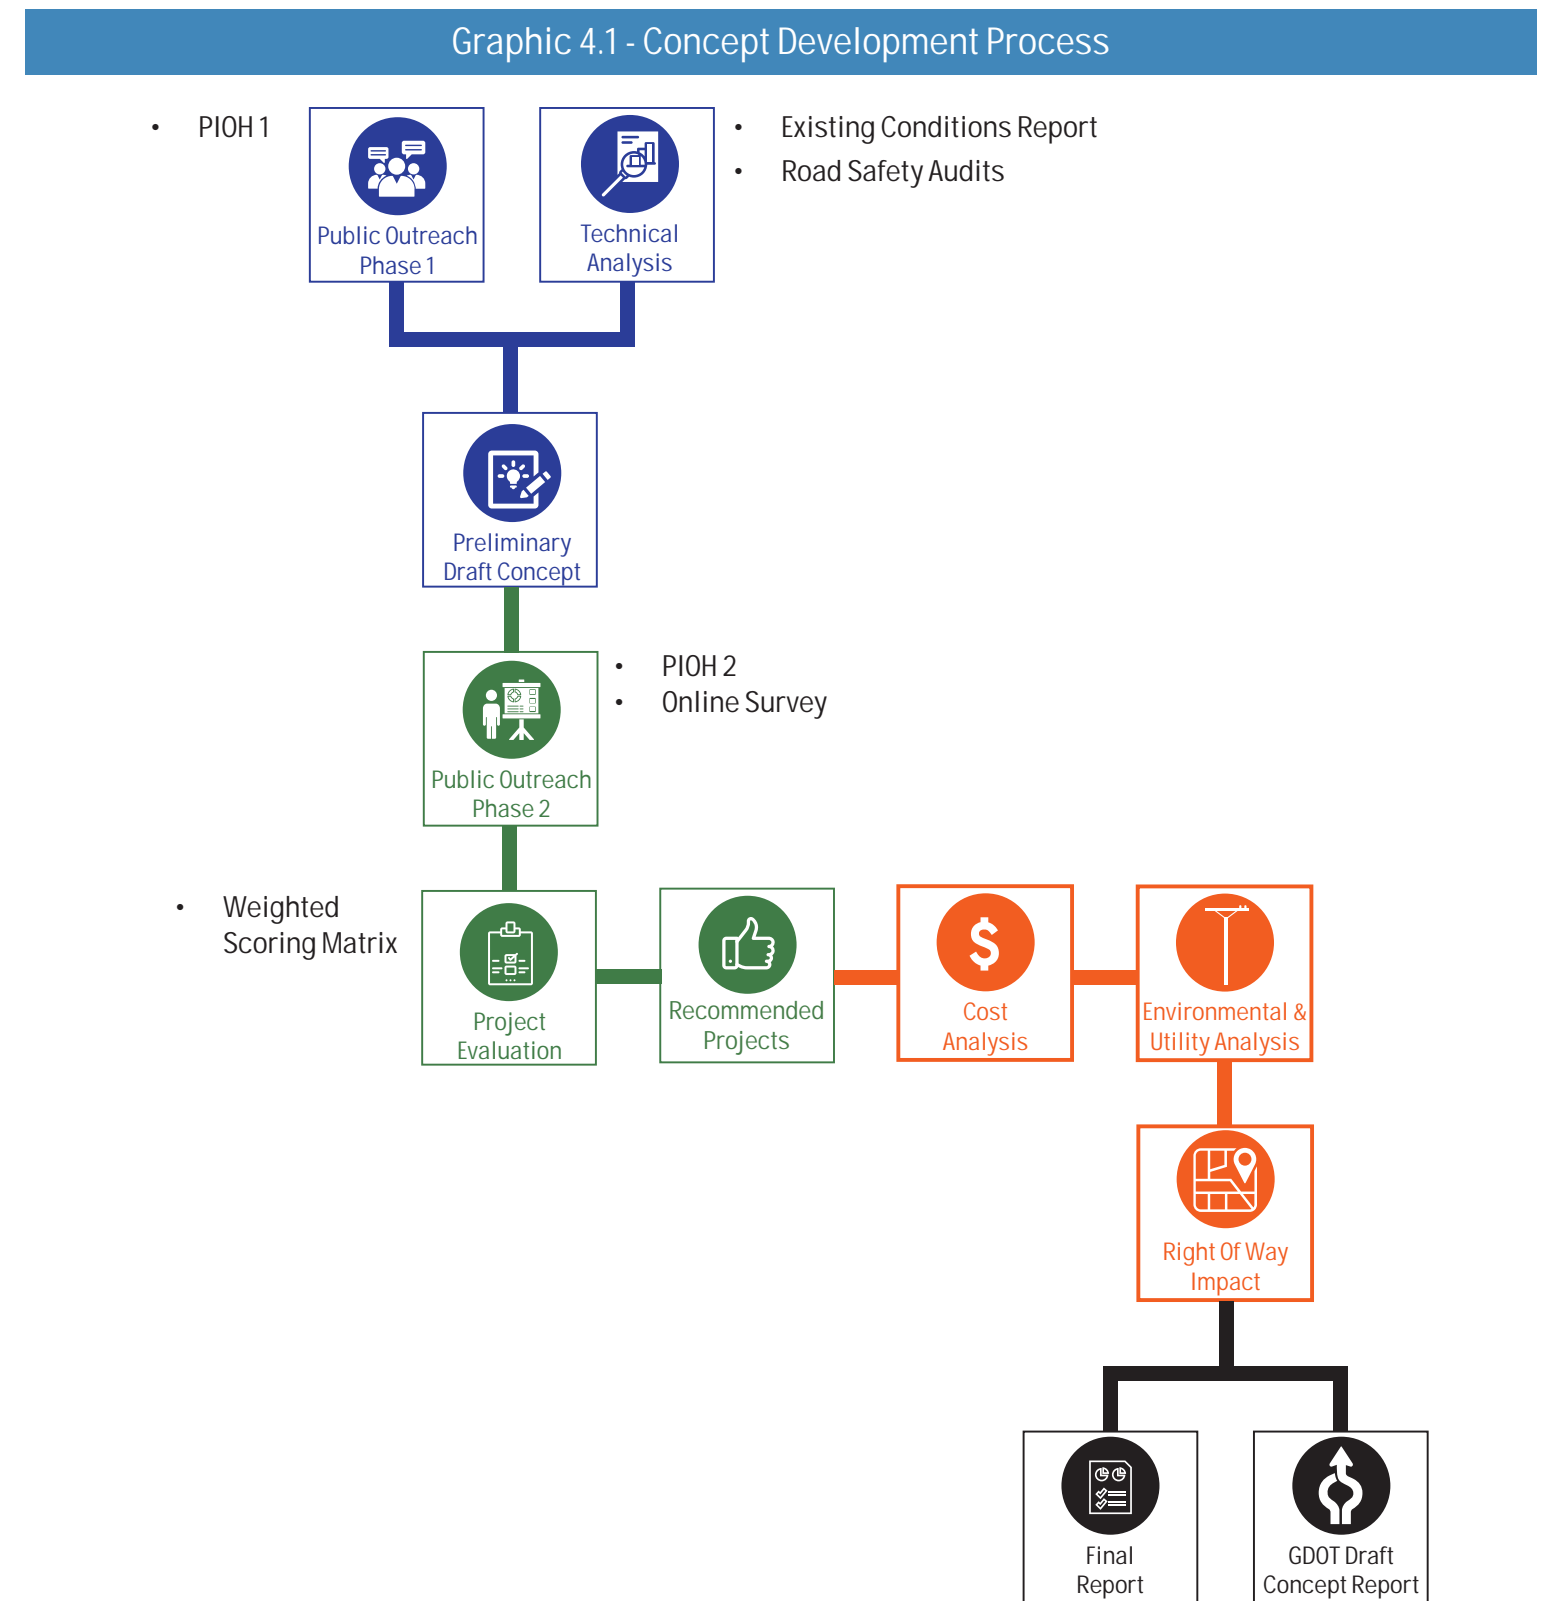 Graphic 4.1 - Concept Development Process
• PIOH 1
Public Outreach
Phase 1
Technical
Analysis
• Existing Conditions Report
• Road Safety Audits
Preliminary
Draft Concept
Public Outreach
Phase 2
• PIOH 2
• Online Survey
• Weighted
Scoring Matrix
Project
Evaluation
Recommended
Projects
$
Cost
Analysis
Environmental &
Utility Analysis
Right Of Way
Impact
Final
Report
GDOT Draft
Concept Report